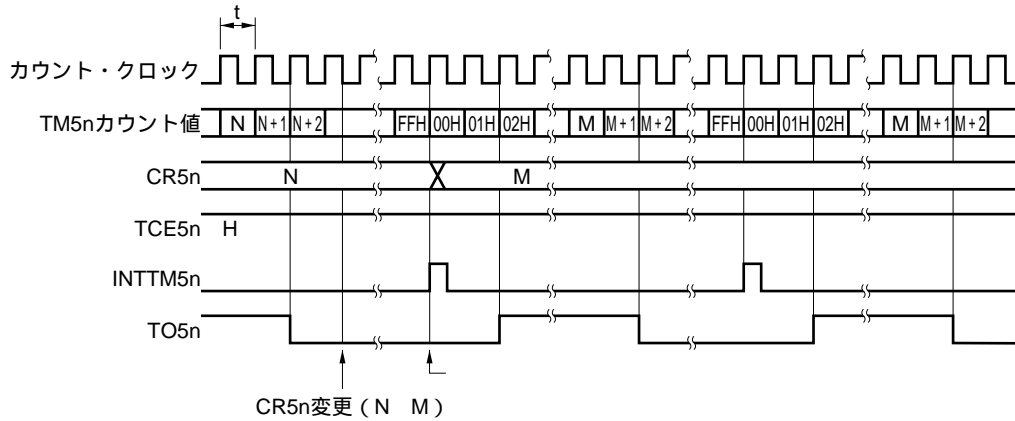 t
カウント・クロック
TM5nカウント値 N N+1 N+2 FFH 00H 01H 02H M M+1 M+2 FFH 00H 01H 02H M M+1 M+2
CR5n N M
TCE5n H
INTTM5n
TO5n
CR5n変更(N M)